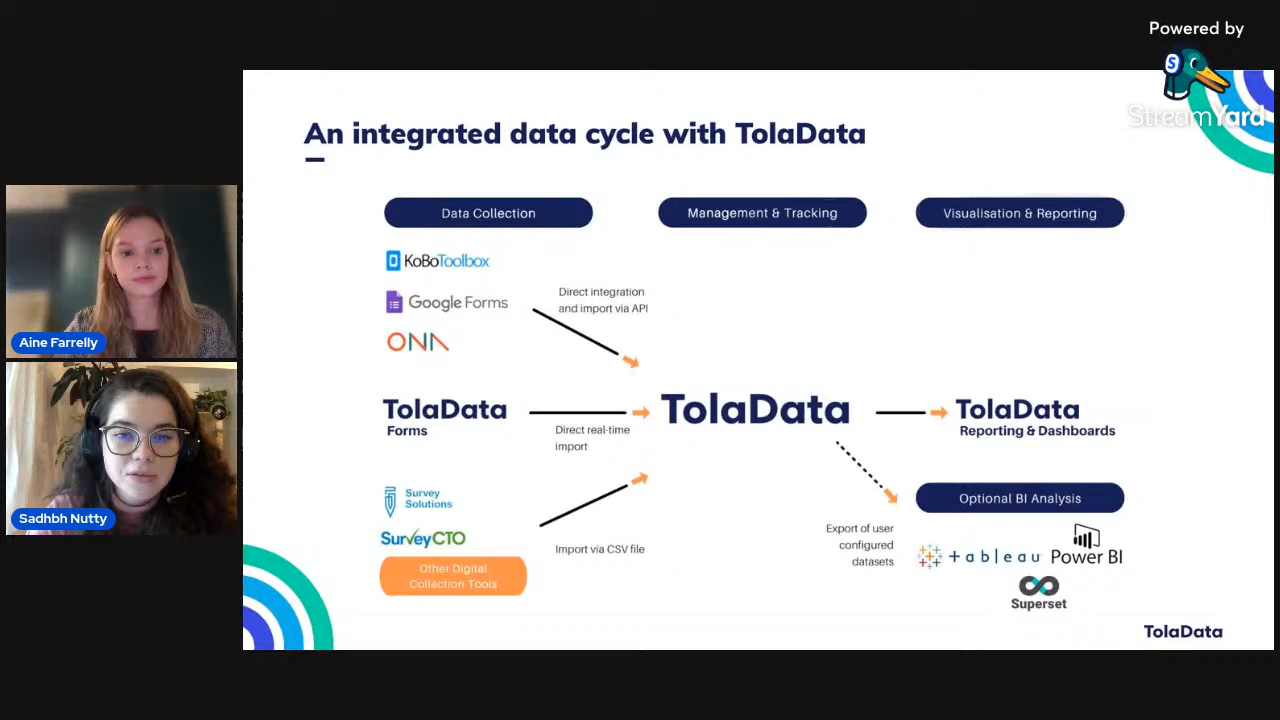 Powered by
StreamYard
An integrated data cycle with TolaData
Data Collection
Management & Tracking
Visualisation & Reporting
KoBoToolbox
Google Forms
ONA
Direct integration
and import via API
TolaData
Forms
Direct real-time
import
TolaData
TolaData
Reporting & Dashboards
Survey
Solutions
SurveyCTO
Other Digital
Collection Tools
Import via CSV file
Export of user
configured
datasets
Optional BI Analysis
+ableau
Power BI
Superset
TolaData
Aine Farrelly
Sadhbh Nutty